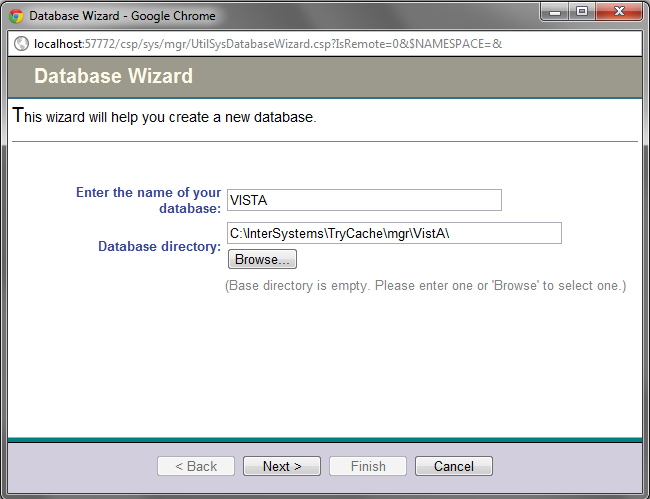 Database Wizard - Google Chrome
localhost:57772/csp/sys/mgr/UtilSysDatabaseWizard.csp?IsRemote=0&$NAMESPACE=&
Database Wizard
This wizard will help you create a new database.
Enter the name of your
database:
VISTA
Database directory:
C:\InterSystems\TryCache\mgr\VistA\
Browse...
(Base directory is empty. Please enter one or 'Browse' to select one.)
< Back Next > Finish Cancel